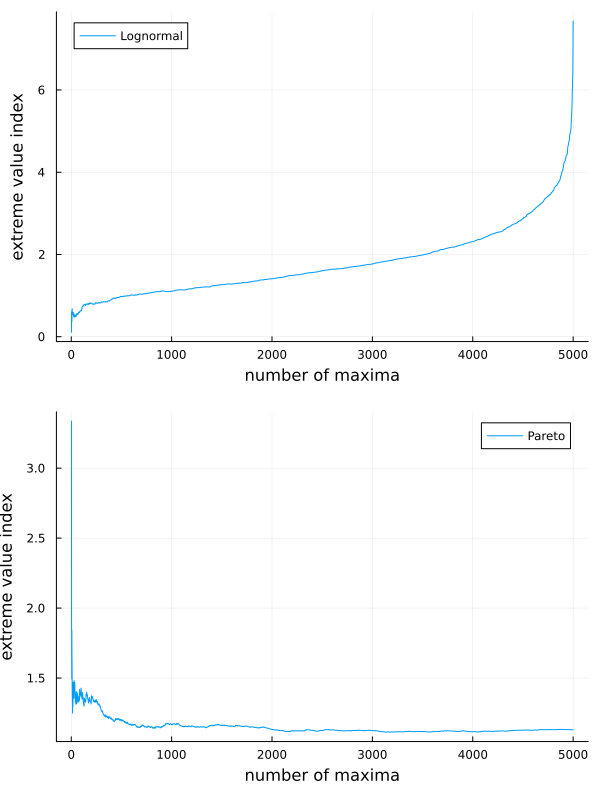 Lognormal
extreme value index
6
4
2
0
0 1000 2000 3000 4000 5000
number of maxima
Pareto
extreme value index
3.0
2.5
2.0
1.5
0 1000 2000 3000 4000 5000
number of maxima